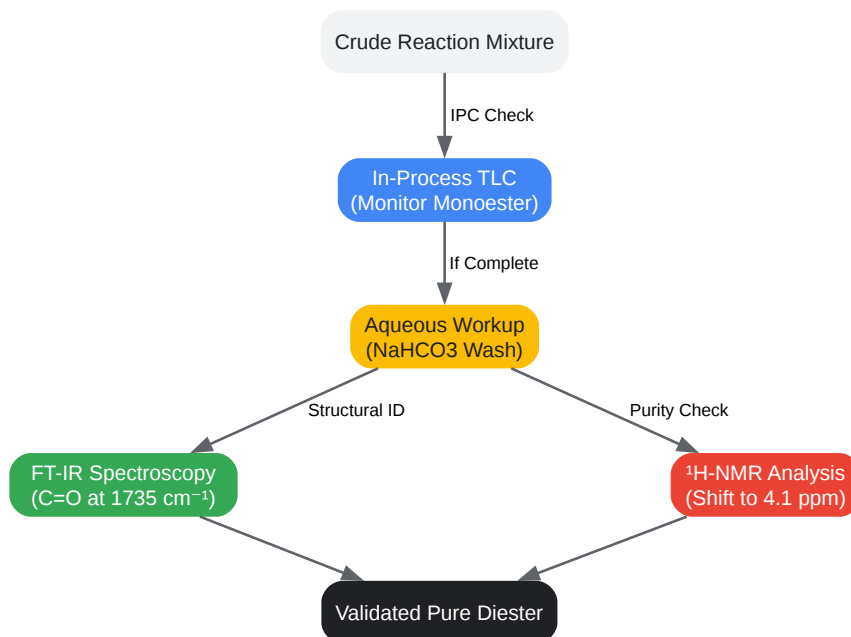 Crude Reaction Mixture
IPC Check
In-Process TLC
(Monitor Monoester)
If Complete
Aqueous Workup
(NaHCO3 Wash)
Structural ID
Purity Check
FT-IR Spectroscopy
(C=O at 1735 cm⁻¹)
¹H-NMR Analysis
(Shift to 4.1 ppm)
Validated Pure Diester